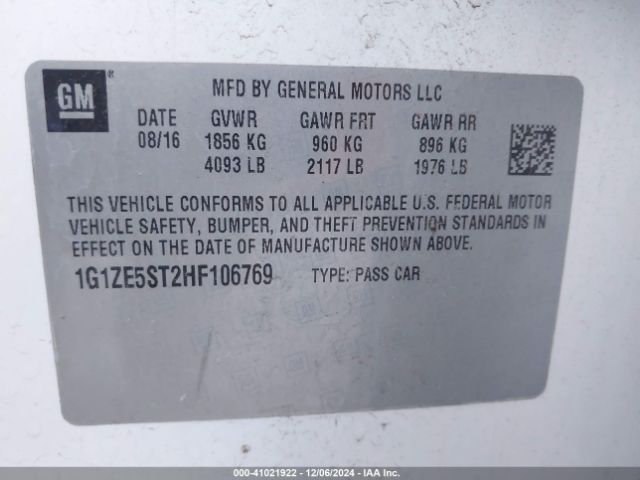 GM ®
MFD BY GENERAL MOTORS LLC
DATE GVWR GAWR FRT GAWR RR
08/16 1856 KG 960 KG 896 KG
4093 LB 2117 LB 1976 LB
THIS VEHICLE CONFORMS TO ALL APPLICABLE U.S. FEDERAL MOTOR
VEHICLE SAFETY, BUMPER, AND THEFT PREVENTION STANDARDS IN
EFFECT ON THE DATE OF MANUFACTURE SHOWN ABOVE.
1G1ZE5ST2HF106769 TYPE: PASS CAR
000-41021922 - 12/06/2024 - IAA Inc.